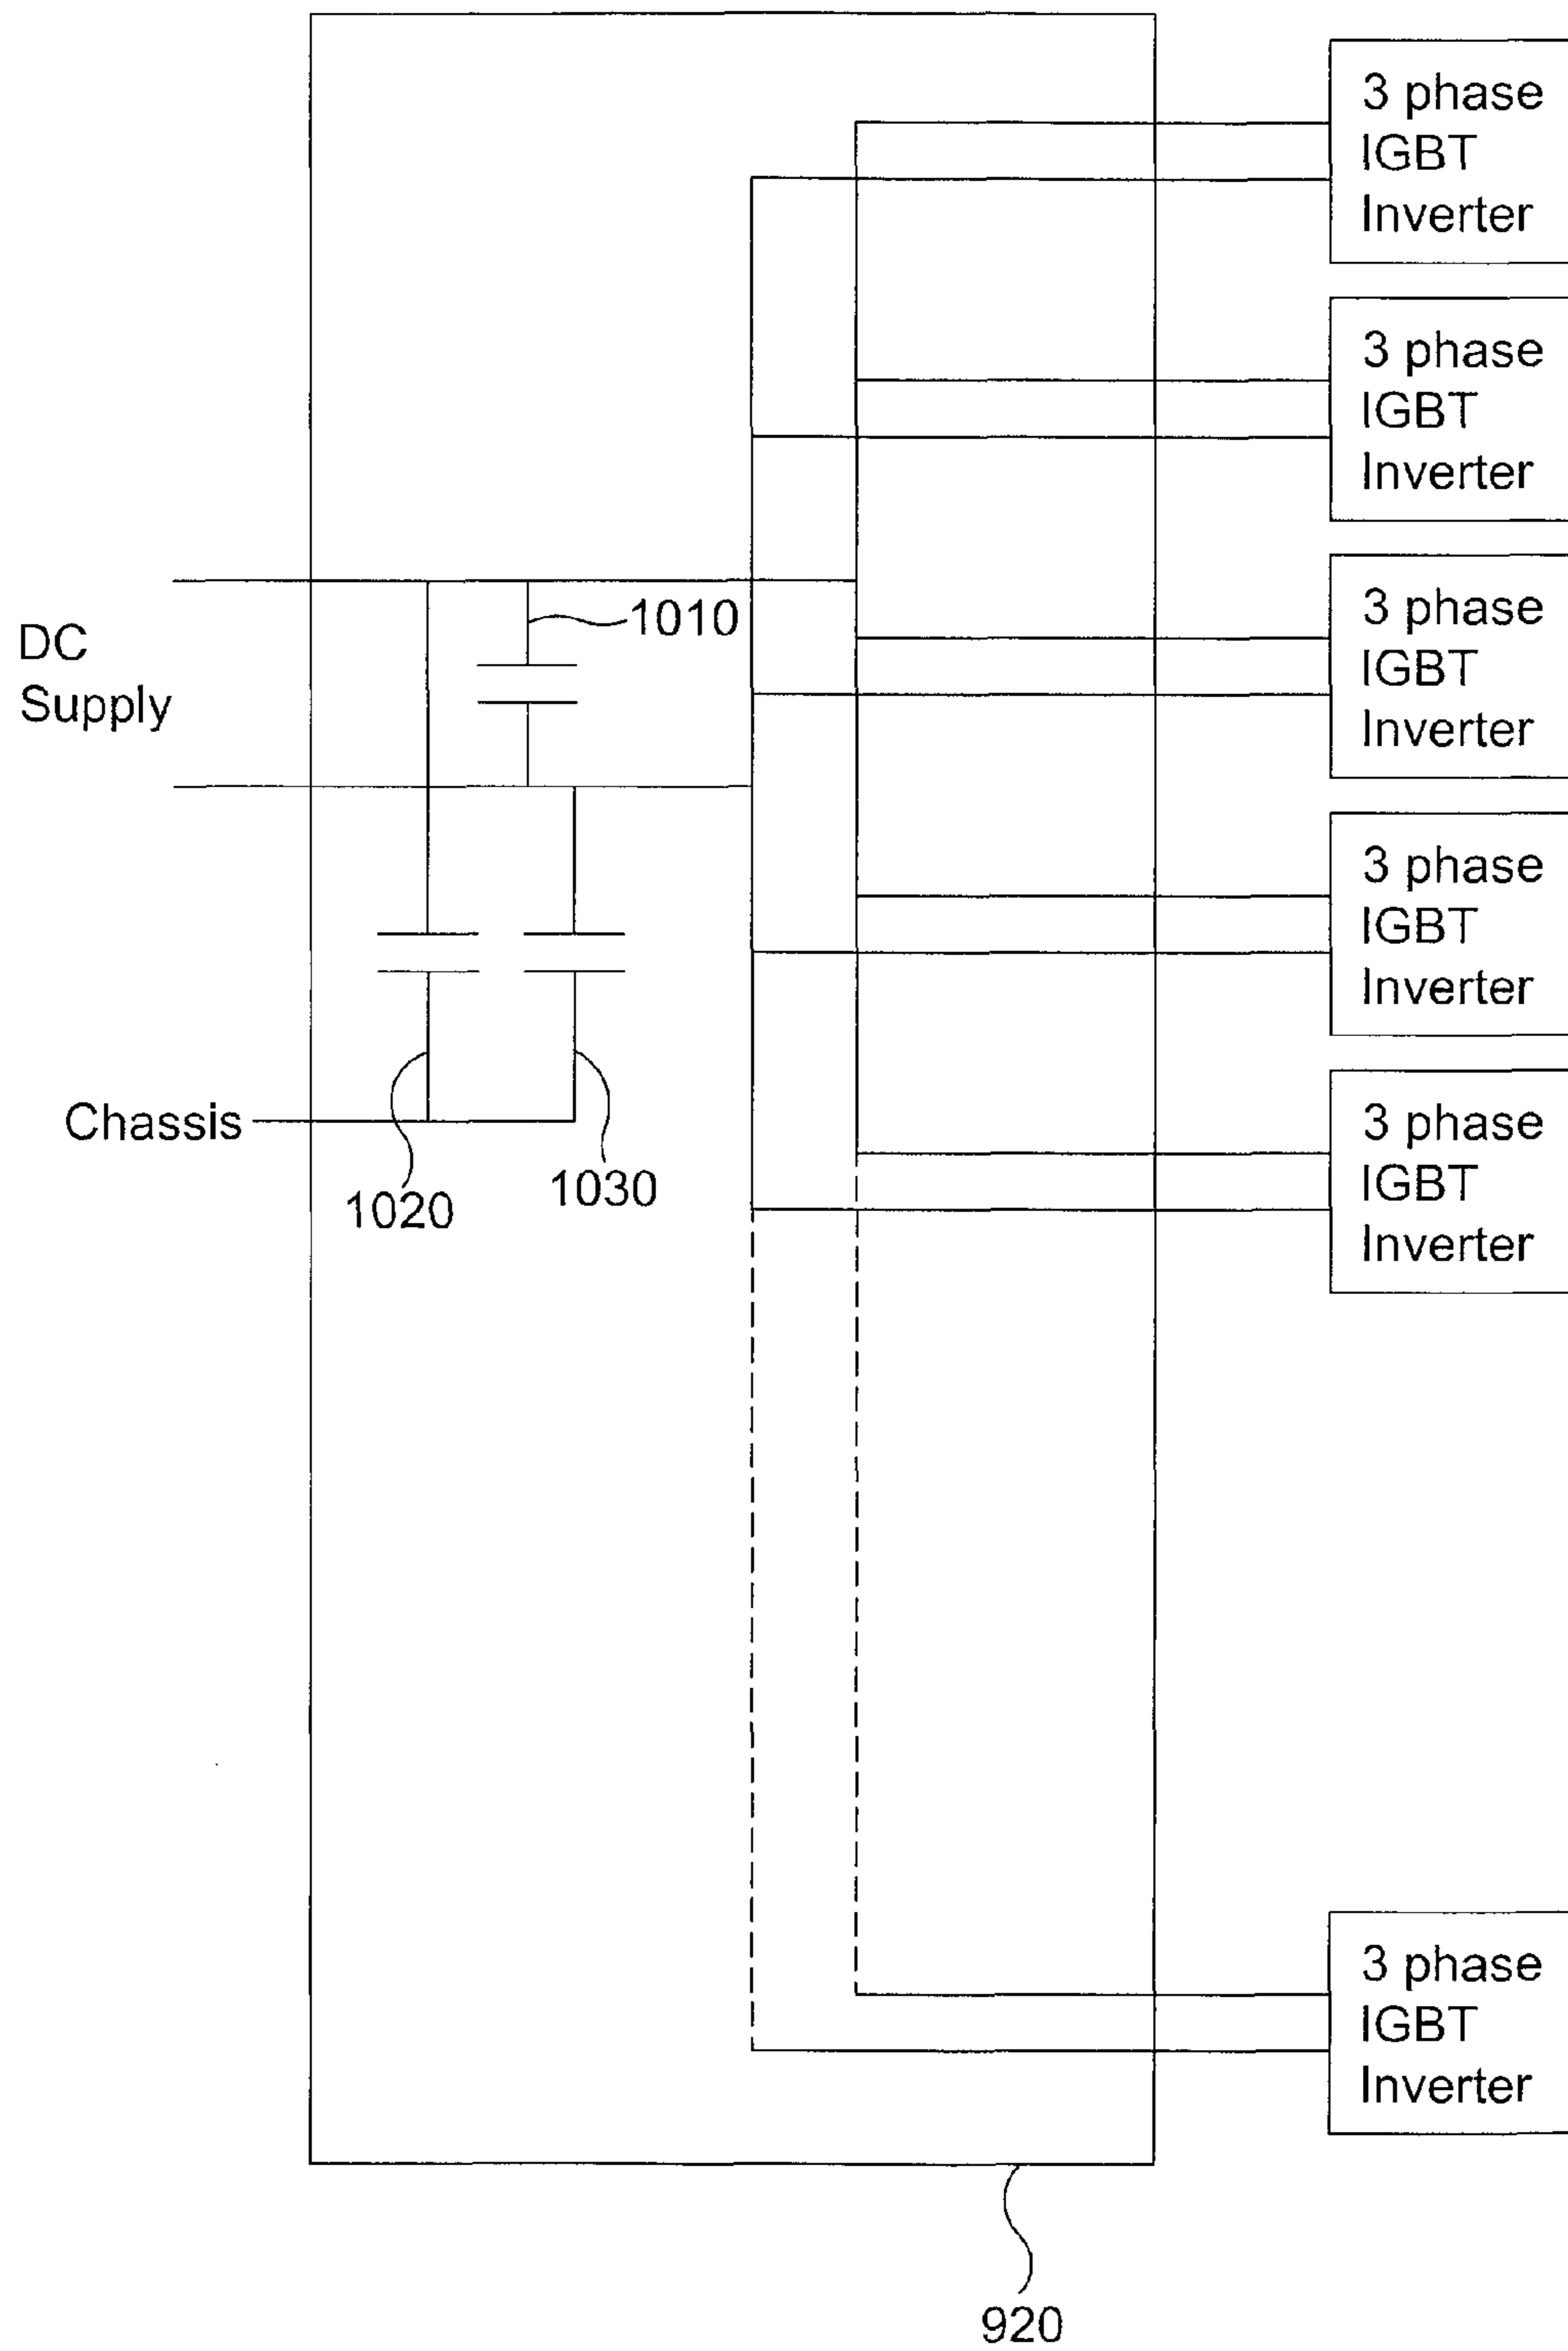 3 phase
IGBT
Inverter
3 phase
IGBT
Inverter
DC
Supply
1010
3 phase
IGBT
Inverter
3 phase
IGBT
Inverter
Chassis
1020
1030
3 phase
IGBT
Inverter
3 phase
IGBT
Inverter
920